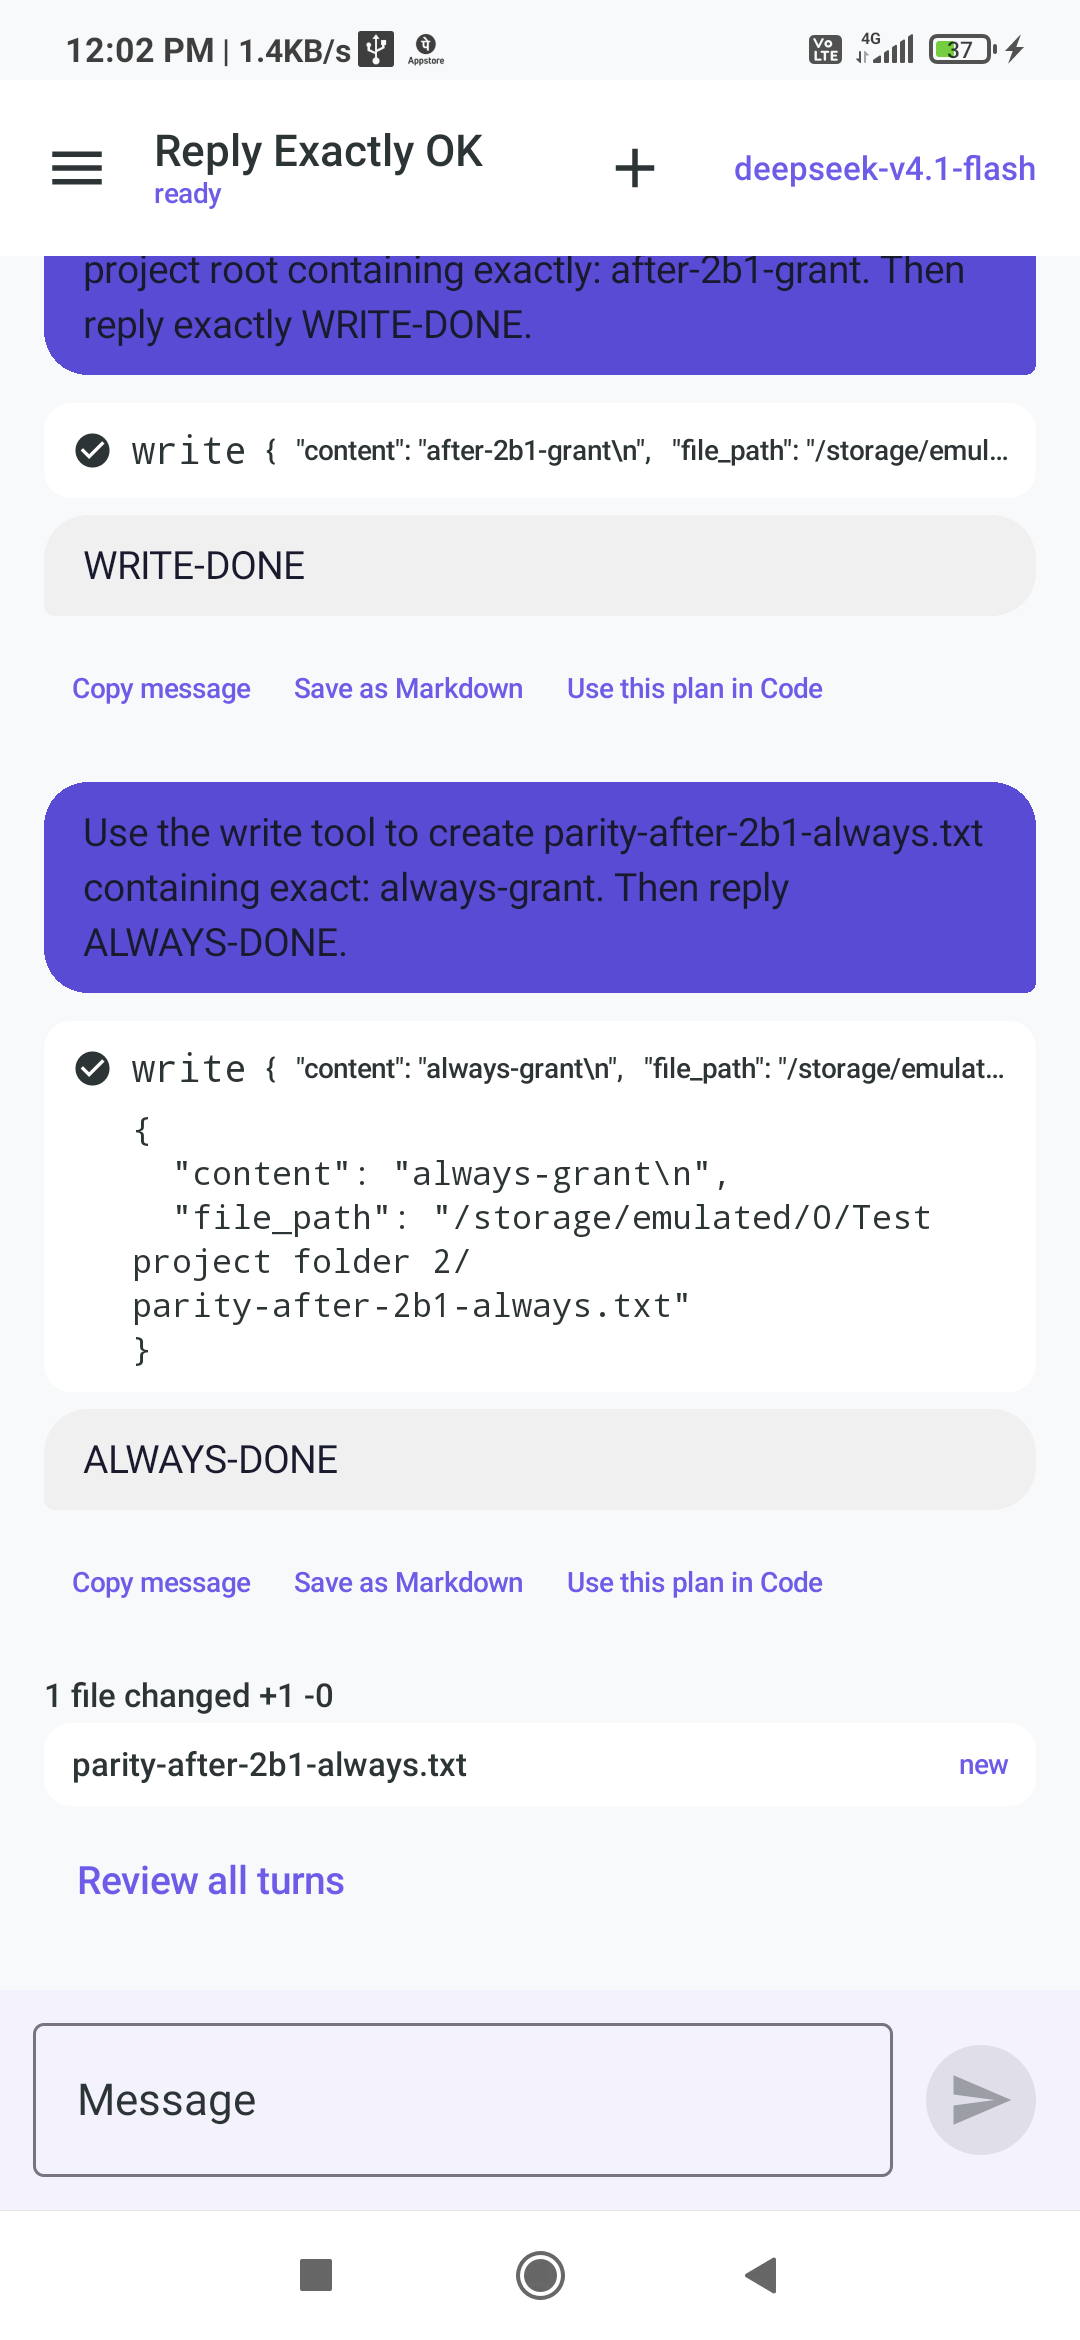 12:02 PM | 1.4KB/s पे Appstore Vo LTE 4G 37
Reply Exactly OK
ready
deepseek-v4.1-flash
project root containing exactly: after-2b1-grant. Then
reply exactly WRITE-DONE.
write { "content": "after-2b1-grant\n", "file_path": "/storage/emul...
WRITE-DONE
Copy message Save as Markdown Use this plan in Code
Use the write tool to create parity-after-2b1-always.txt
containing exact: always-grant. Then reply
ALWAYS-DONE.
write { "content": "always-grant\n", "file_path": "/storage/emulat...
{
"content": "always-grant\n",
"file_path": "/storage/emulated/0/Test
project folder 2/
parity-after-2b1-always.txt"
}
ALWAYS-DONE
Copy message Save as Markdown Use this plan in Code
1 file changed +1 -0
parity-after-2b1-always.txt new
Review all turns
Message